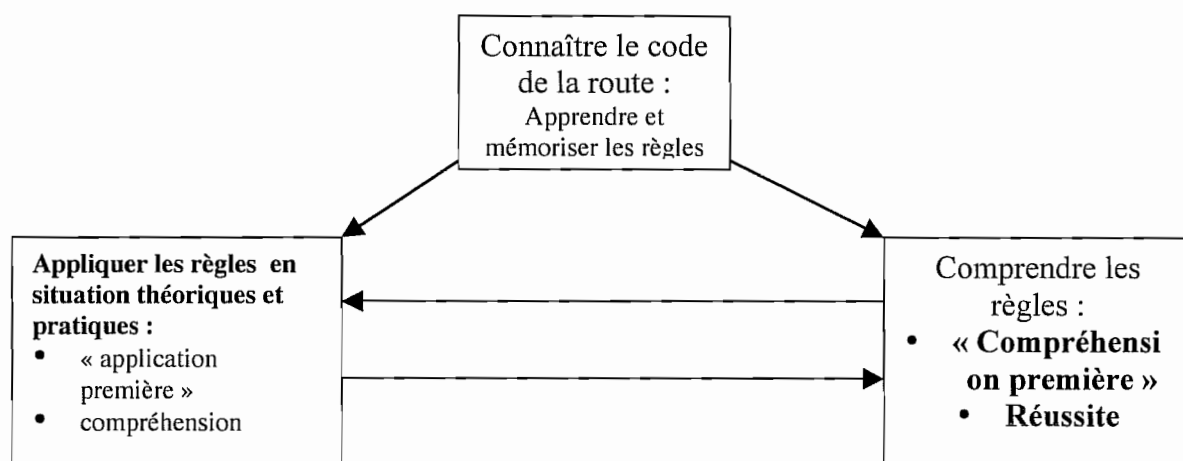 Connaître le code
de la route :
Apprendre et
mémoriser les règles
Appliquer les règles en
situation théoriques et
pratiques :
• « application
première »
• compréhension
Comprendre les
règles :
• « Compréhensi
on première »
• Réussite